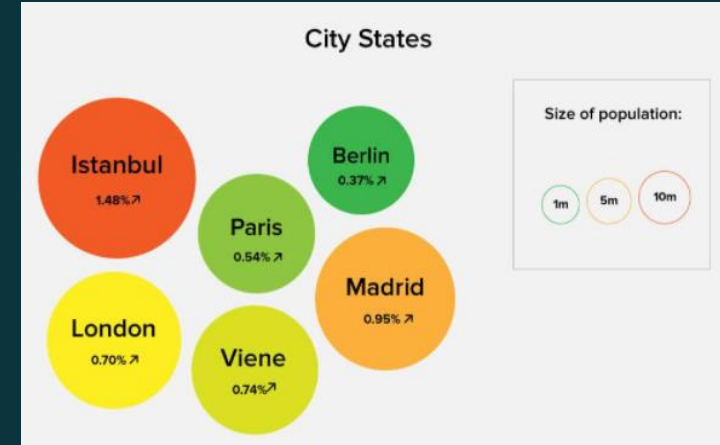 City States
Istanbul
1.48%↗
Berlin
0.37% ↗
Paris
0.54% ↗
Madrid
0.95% ↗
London
0.70% ↗
Viene
0.74%↗
Size of population:
1m
5m
10m